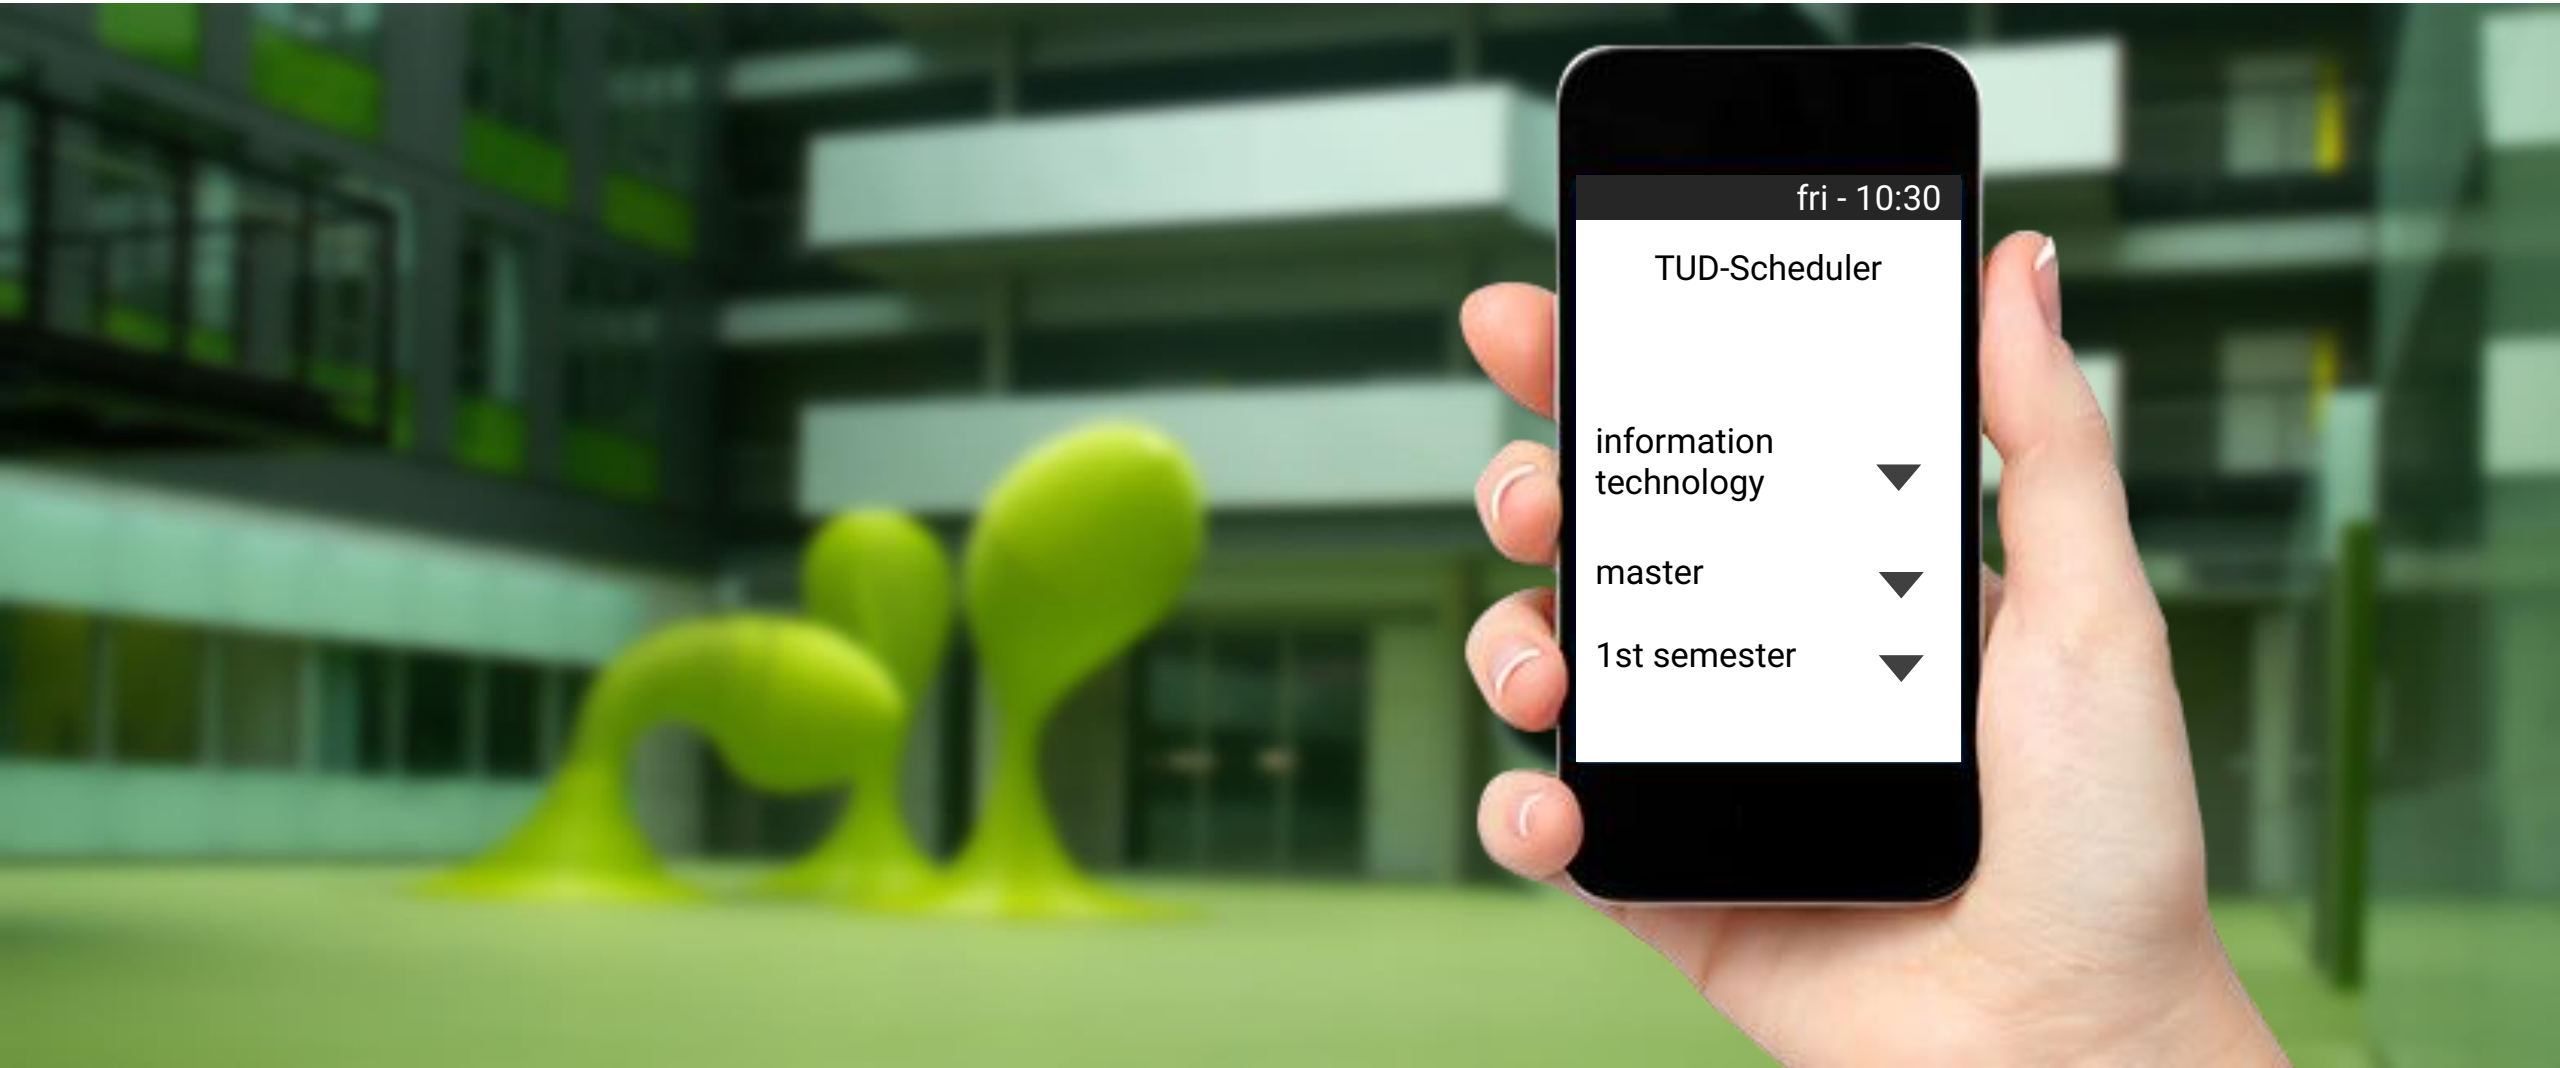 fri - 10:30
TUD-Scheduler
information
technology
master
1st semester